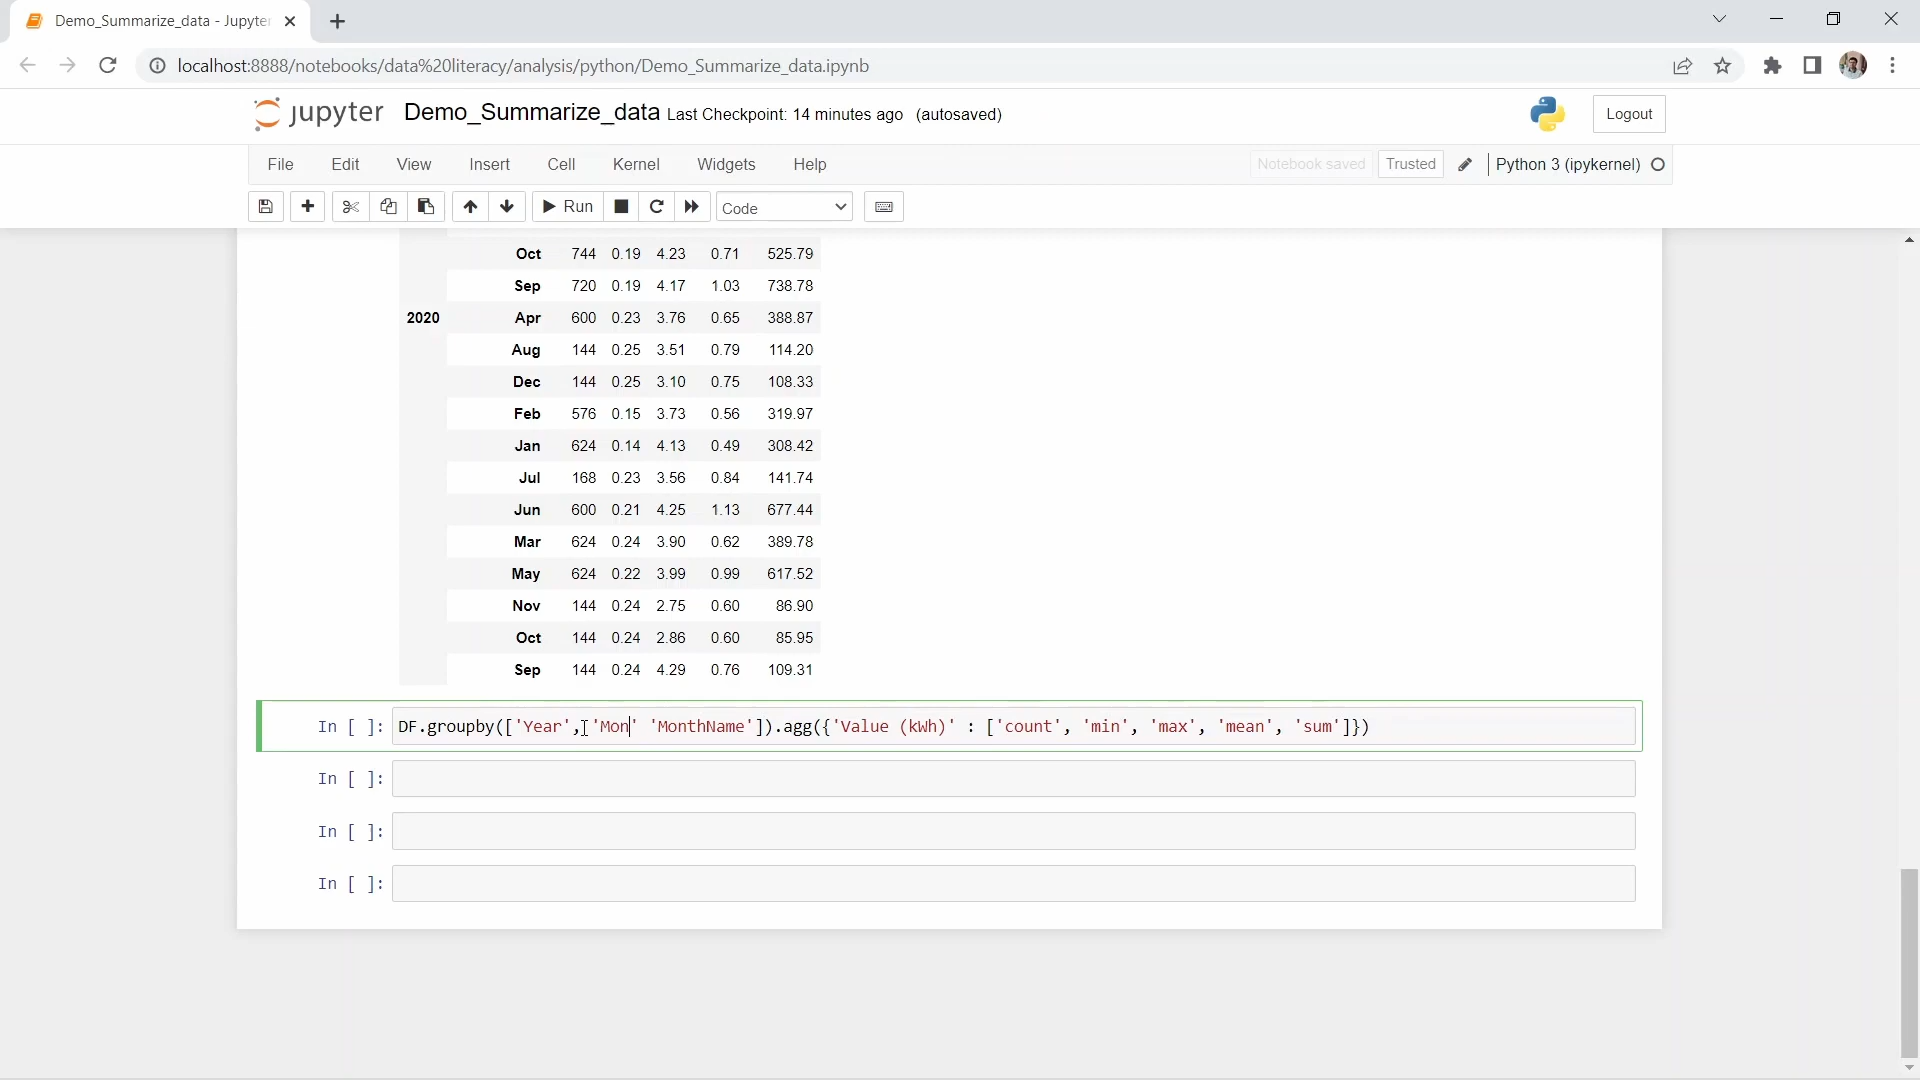 Demo_Summarize_data - Jupyter
localhost:8888/notebooks/data%20literacy/analysis/python/Demo_Summarize_data.ipynb
jupyter Demo_Summarize_data Last Checkpoint: 14 minutes ago (autosaved) Logout
File Edit View Insert Cell Kernel Widgets Help Notebook saved Trusted Python 3 (ipykernel)
Run Code
Oct 744 0.19 4.23 0.71 525.79
Sep 720 0.19 4.17 1.03 738.78
2020 Apr 600 0.23 3.76 0.65 388.87
Aug 144 0.25 3.51 0.79 114.20
Dec 144 0.25 3.10 0.75 108.33
Feb 576 0.15 3.73 0.56 319.97
Jan 624 0.14 4.13 0.49 308.42
Jul 168 0.23 3.56 0.84 141.74
Jun 600 0.21 4.25 1.13 677.44
Mar 624 0.24 3.90 0.62 389.78
May 624 0.22 3.99 0.99 617.52
Nov 144 0.24 2.75 0.60 86.90
Oct 144 0.24 2.86 0.60 85.95
Sep 144 0.24 4.29 0.76 109.31
In [ ]: DF.groupby(['Year', 'Mon' 'MonthName']).agg({'Value (kWh)' : ['count', 'min', 'max', 'mean', 'sum']})
In [ ]:
In [ ]:
In [ ]: